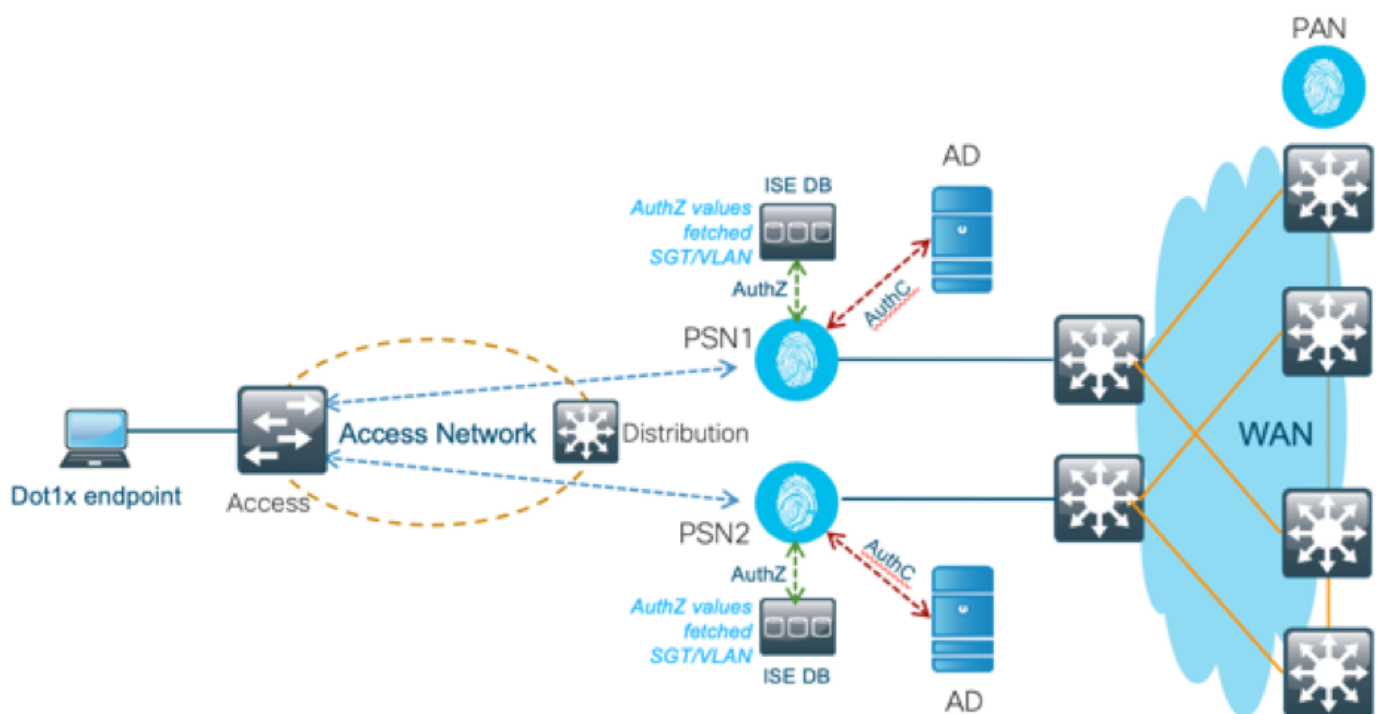 PAN
AD
ISE DB
AuthZ values
fetched
SGT/VLAN
AuthZ
AuthC
PSN1
Access Network
Distribution
WAN
Dot1x endpoint
Access
PSN2
AuthC
AuthZ
AuthZ values
fetched
SGT/VLAN
ISE DB
AD